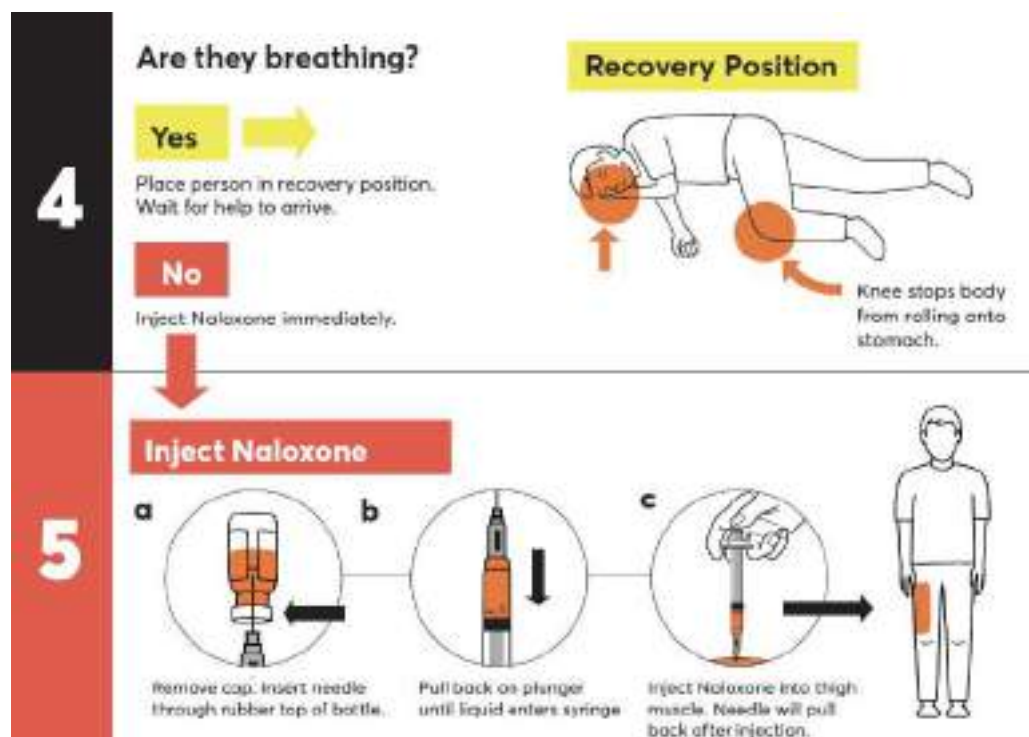 4
Are they breathing?
Yes
Place person in recovery position.
Wait for help to arrive.
No
Inject Naloxone immediately.
Recovery Position
Knee stops body
from rolling onto
stomach.
5
Inject Naloxone
a
Remove cap. Insert needle
through rubber top of bottle.
b
Pull back on plunger
until liquid enters syringe
c
Inject Naloxone into thigh
muscle. Needle will pull
back after injection.